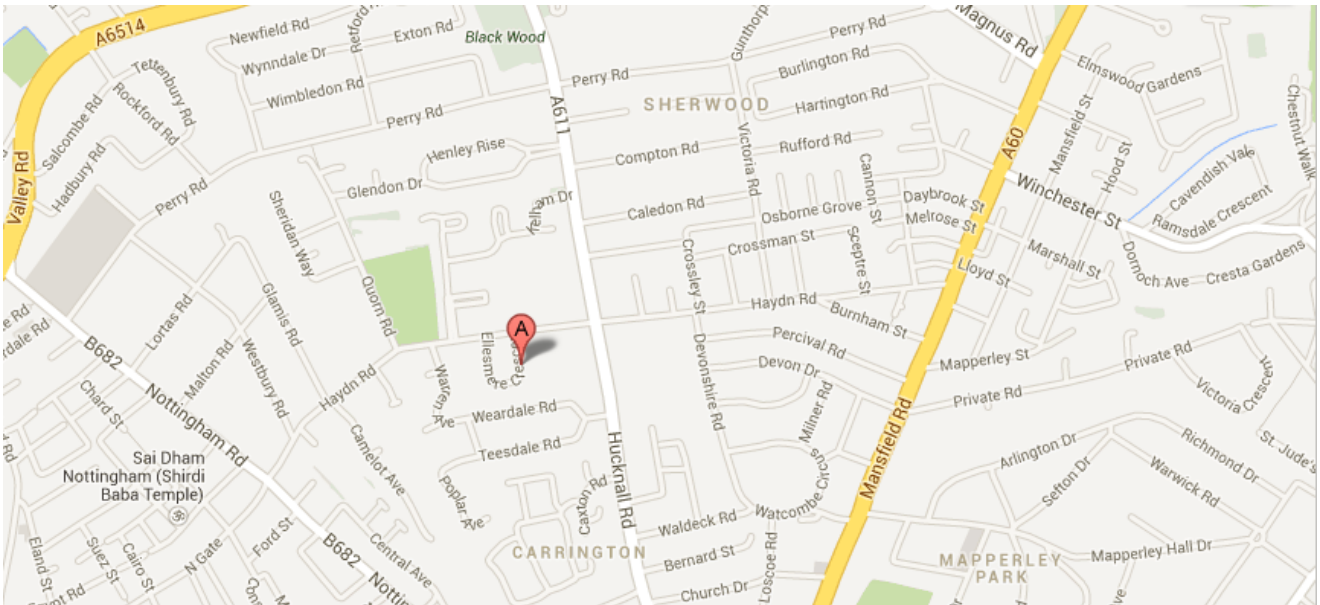 A6514
Newfield Rd
Retford Rd
Exton Rd
Black Wood
Gunthorp
Perry Rd
Magnus Rd
Wynndale Dr
Tettenbury Rd
Wimbledon Rd
Perry Rd
Burlington Rd
Elmswood Gardens
Rockford Rd
Salcombe Rd
Perry Rd
A611
SHERWOOD
Hartington Rd
Mansfield St
Chestnut Walk
Hadbury Rd
Henley Rise
Compton Rd
Victoria Rd
Rufford Rd
A60
Hood St
Valley Rd
Perry Rd
Glendon Dr
Cannon St
Winchester St
Cavendish Vale
Sheridan Way
Yelham Dr
Caledon Rd
Osborne Grove
Daybrook St
Melrose St
Ramsdale Crescent
Crossman St
Sceptre St
Marshall St
Dornoch Ave
Cresta Gardens
Crossley St
Lloyd St
Quorn Rd
Glamis Rd
Lortas Rd
Haydn Rd
Burnham St
A
B682
Malton Rd
Westbury Rd
Ellesmere
Cresc
Devonshire Rd
Percival Rd
Mapperley St
Private Rd
Haydn Rd
Warren Ave
Devon Dr
Chard St
Nottingham Rd
Weardale Rd
Milner Rd
Private Rd
Victoria Crescent
Hucknall Rd
Mansfield Rd
Teesdale Rd
Camelot Ave
Arlington Dr
Richmond Dr
St. Jude's
Sai Dham
Nottingham (Shirdi
Baba Temple)
Sefton Dr
Warwick Rd
Poplar Ave
Caxton Rd
Watcombe Circus
Waldeck Rd
Ford St
B682
CARRINGTON
Loscoe Rd
Mapperley Hall Dr
Eland St
Suez St
Cairo St
N Gate
Central Ave
Bernard St
MAPPERLEY
PARK
Church Dr